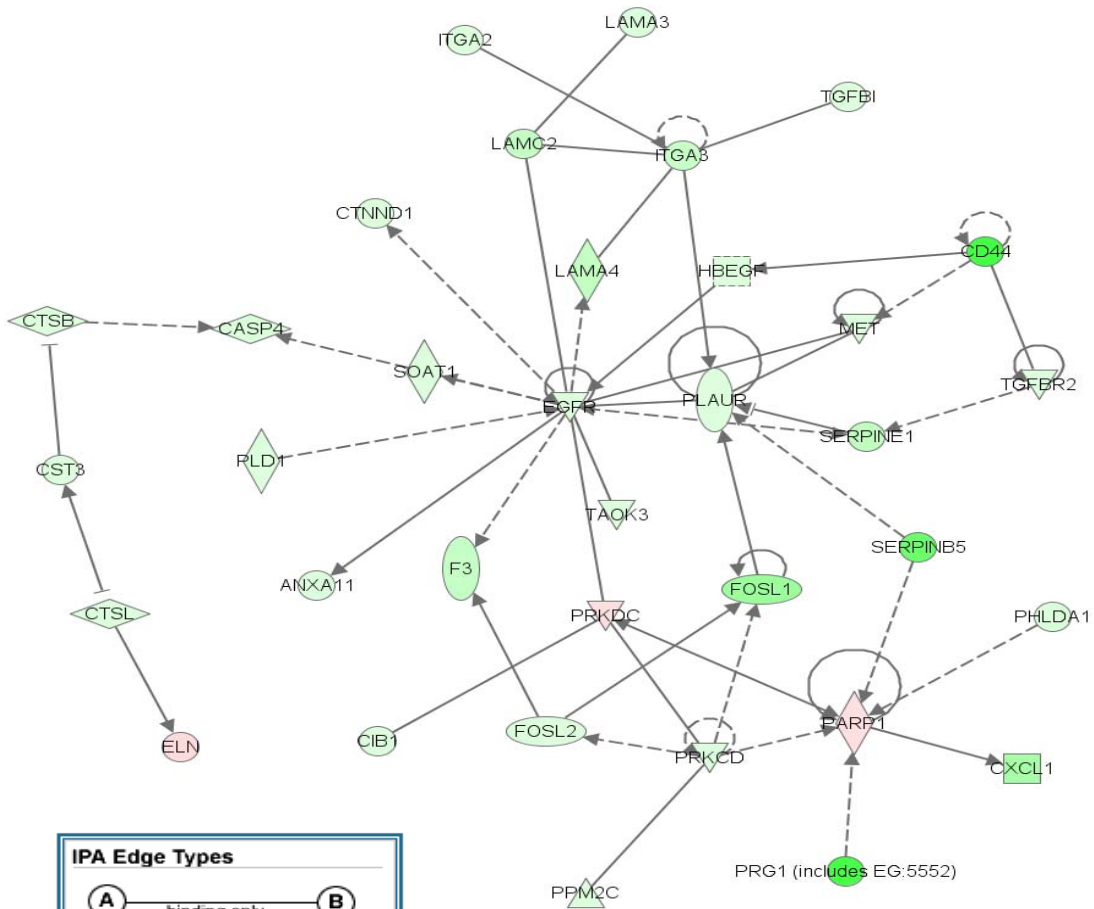 LAMA3
ITGA2
TGFBI
LAMC2
ITGA3
CTNND1
CD44
LAMA4
HBEGF
CTSB
CASP4
MET
SOAT1
TGFBR2
EGFR
PLAUR
SERPINE1
PLD1
CST3
TAOK3
SERPINB5
F3
ANXA11
FOSL1
CTSL
PRKDC
PHLDA1
PARP1
FOSL2
CIB1
ELN
PRKCD
CXCL1
IPA Edge Types
PRG1 (includes EG:5552)
PPM2C
A
binding only
B